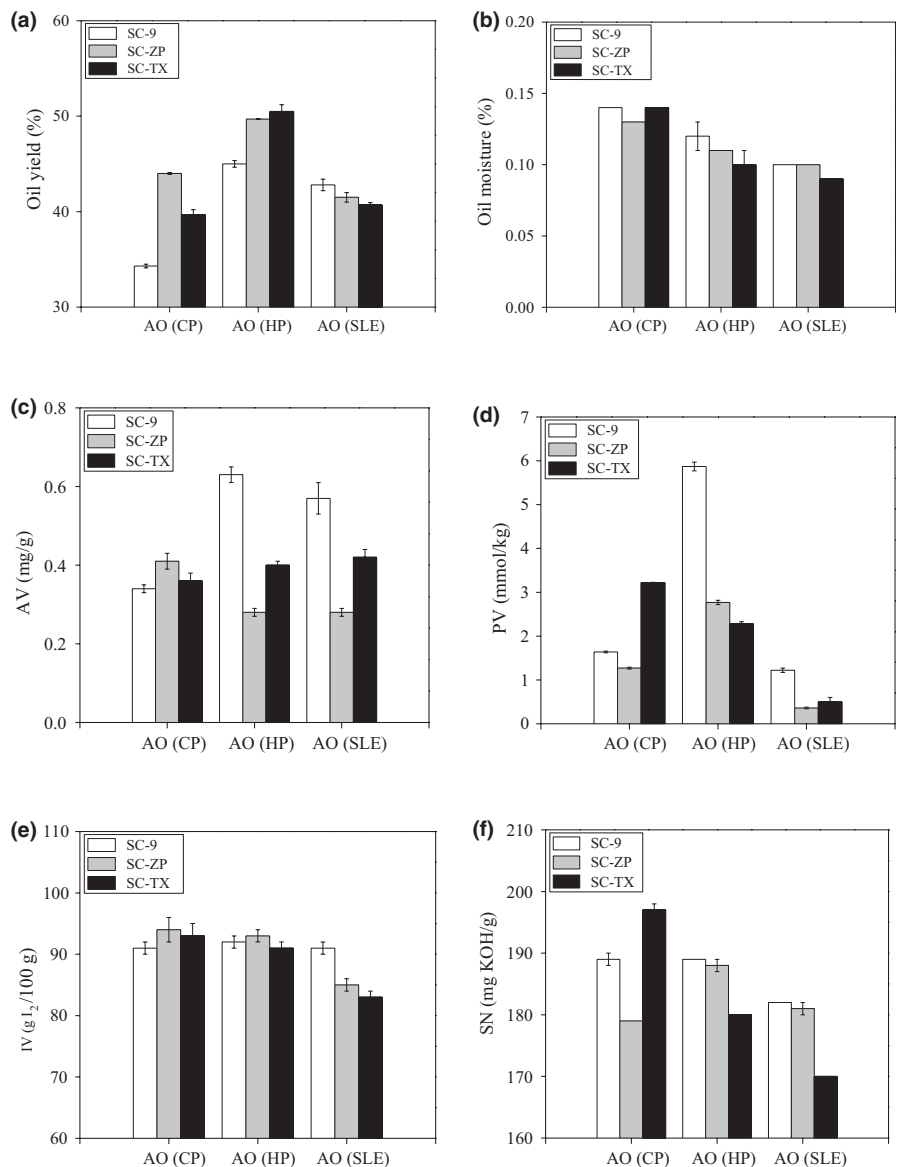 (a)
60
50
40
30
Oil yield (%)
SC-9
SC-ZP
SC-TX
AO (CP) AO (HP) AO (SLE)
(b)
0.20
0.15
0.10
0.05
0.00
Oil moisture (%)
SC-9
SC-ZP
SC-TX
AO (CP) AO (HP) AO (SLE)
(c)
0.8
0.6
0.4
0.2
0.0
AV (mg/g)
SC-9
SC-ZP
SC-TX
AO (CP) AO (HP) AO (SLE)
(d)
7
6
5
4
3
2
1
0
PV (mmol/kg)
SC-9
SC-ZP
SC-TX
AO (CP) AO (HP) AO (SLE)
(e)
110
100
90
80
70
60
IV (g I₂/100 g)
SC-9
SC-ZP
SC-TX
AO (CP) AO (HP) AO (SLE)
(f)
210
200
190
180
170
160
SN (mg KOH/g)
SC-9
SC-ZP
SC-TX
AO (CP) AO (HP) AO (SLE)